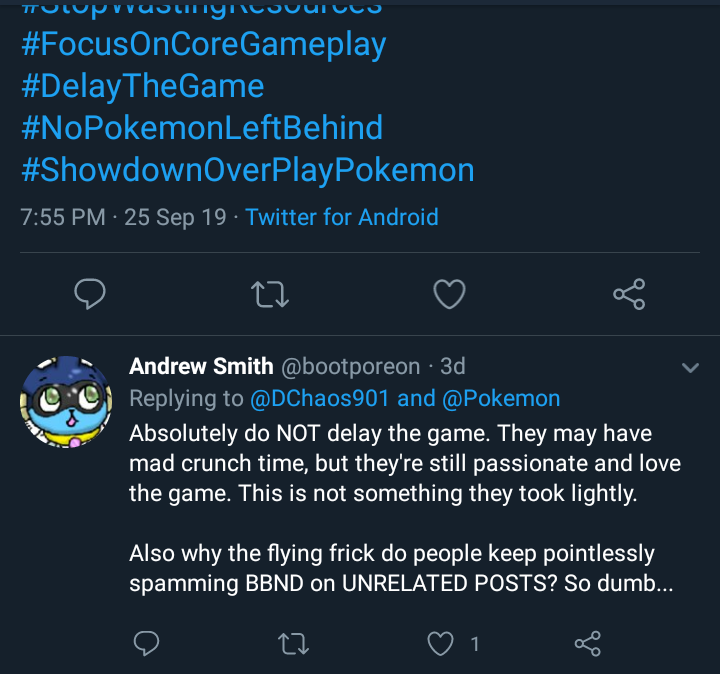 #StopWastingResources
#FocusOnCoreGameplay
#DelayTheGame
#NoPokemonLeftBehind
#ShowdownOverPlayPokemon
7:55 PM · 25 Sep 19 · Twitter for Android
Andrew Smith @bootporeon · 3d
Replying to @DChaos901 and @Pokemon
Absolutely do NOT delay the game. They may have
mad crunch time, but they're still passionate and love
the game. This is not something they took lightly.
Also why the flying frick do people keep pointlessly
spamming BBND on UNRELATED POSTS? So dumb...
1